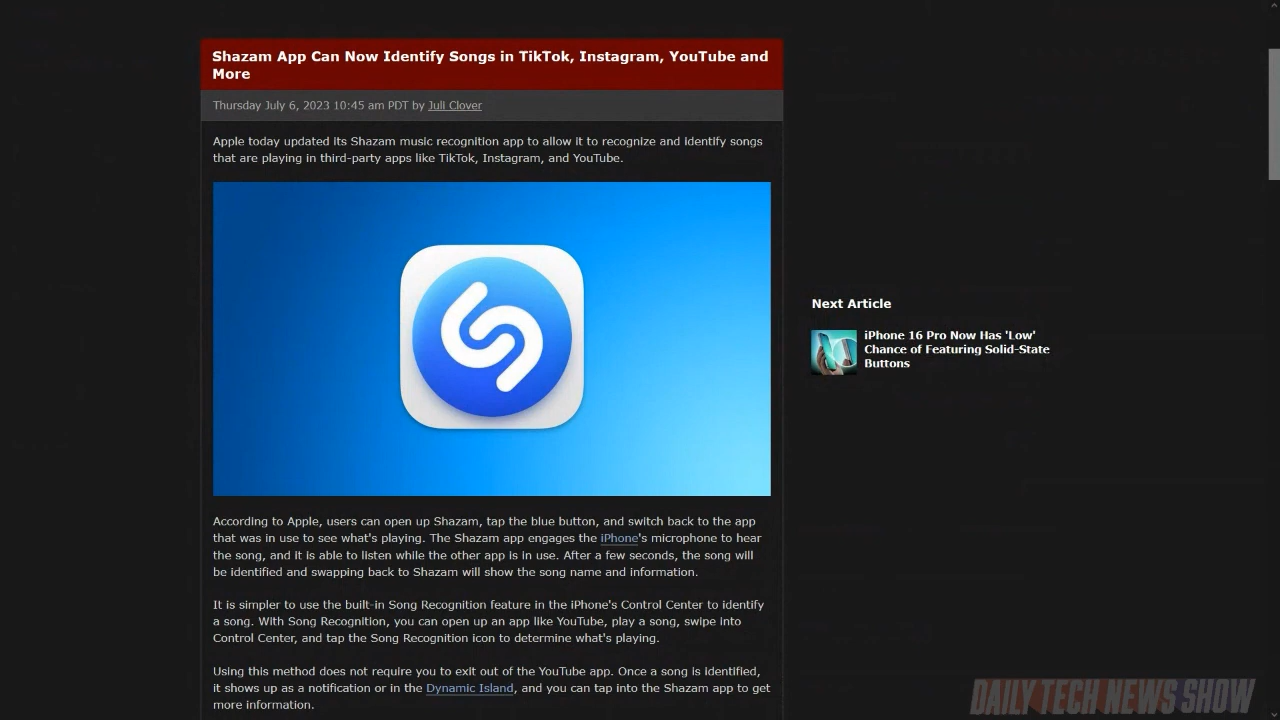 Shazam App Can Now Identify Songs in TikTok, Instagram, YouTube and
More
Thursday July 6, 2023 10:45 am PDT by Juli Clover
Apple today updated its Shazam music recognition app to allow it to recognize and identify songs
that are playing in third-party apps like TikTok, Instagram, and YouTube.
Next Article
iPhone 16 Pro Now Has 'Low'
Chance of Featuring Solid-State
Buttons
According to Apple, users can open up Shazam, tap the blue button, and switch back to the app
that was in use to see what's playing. The Shazam app engages the iPhone's microphone to hear
the song, and it is able to listen while the other app is in use. After a few seconds, the song will
be identified and swapping back to Shazam will show the song name and information.
It is simpler to use the built-in Song Recognition feature in the iPhone's Control Center to identify
a song. With Song Recognition, you can open up an app like YouTube, play a song, swipe into
Control Center, and tap the Song Recognition icon to determine what's playing.
Using this method does not require you to exit out of the YouTube app. Once a song is identified,
it shows up as a notification or in the Dynamic Island, and you can tap into the Shazam app to get
more information.
DAILY TECH NEWS SHOW